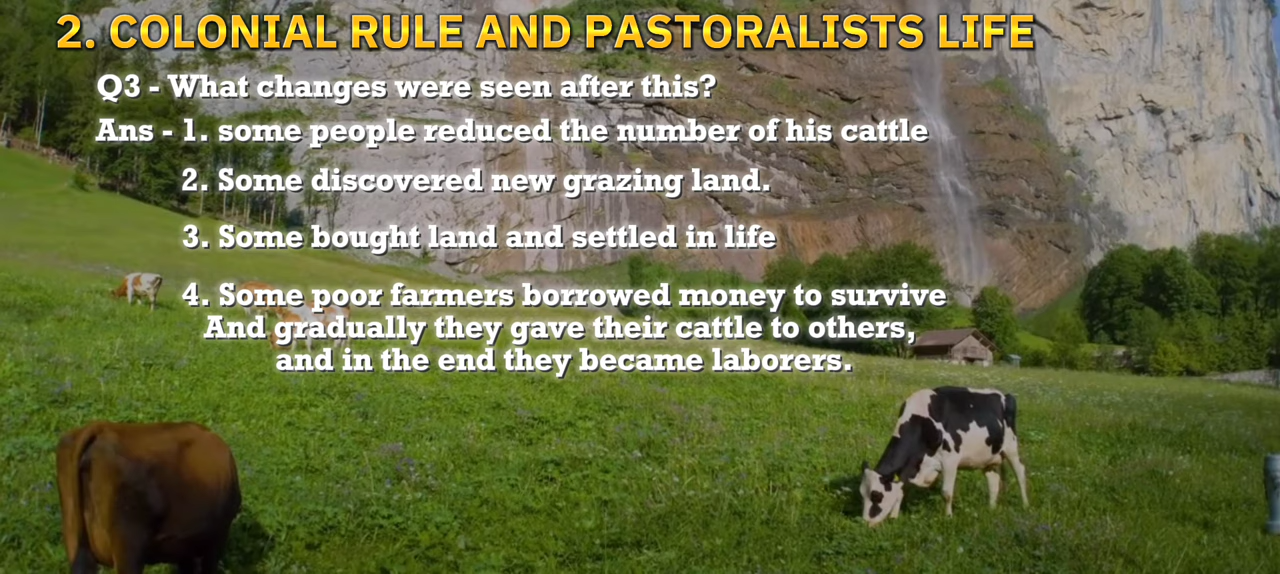 2. COLONIAL RULE AND PASTORALISTS LIFE
Q3 - What changes were seen after this?
Ans - 1. some people reduced the number of his cattle
2. Some discovered new grazing land.
3. Some bought land and settled in life
4. Some poor farmers borrowed money to survive
And gradually they gave their cattle to others,
and in the end they became laborers.